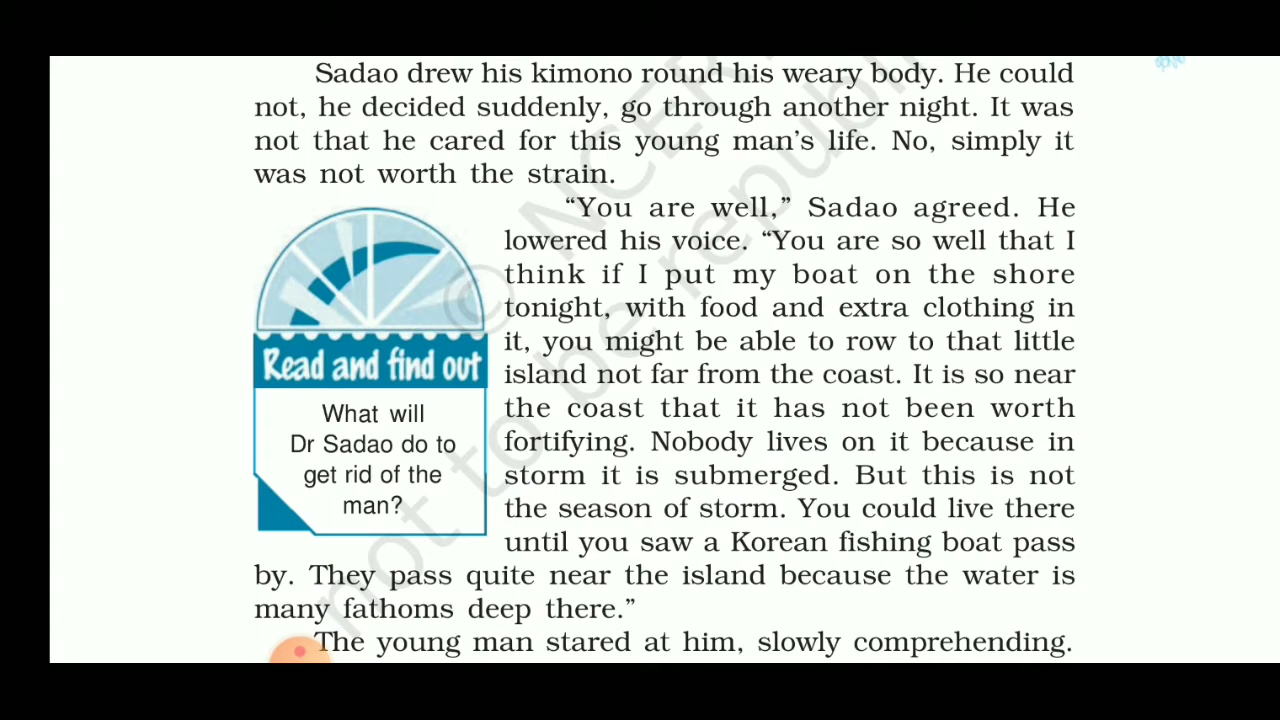 Sadao drew his kimono round his weary body. He could
not, he decided suddenly, go through another night. It was
not that he cared for this young man's life. No, simply it
was not worth the strain.
“You are well,” Sadao agreed. He
lowered his voice. “You are so well that I
think if I put my boat on the shore
tonight, with food and extra clothing in
it, you might be able to row to that little
island not far from the coast. It is so near
the coast that it has not been worth
fortifying. Nobody lives on it because in
storm it is submerged. But this is not
the season of storm. You could live there
until you saw a Korean fishing boat pass
by. They pass quite near the island because the water is
many fathoms deep there.”
The young man stared at him, slowly comprehending.
Read and find out
What will
Dr Sadao do to
get rid of the
man?
© NCER
not to be republi